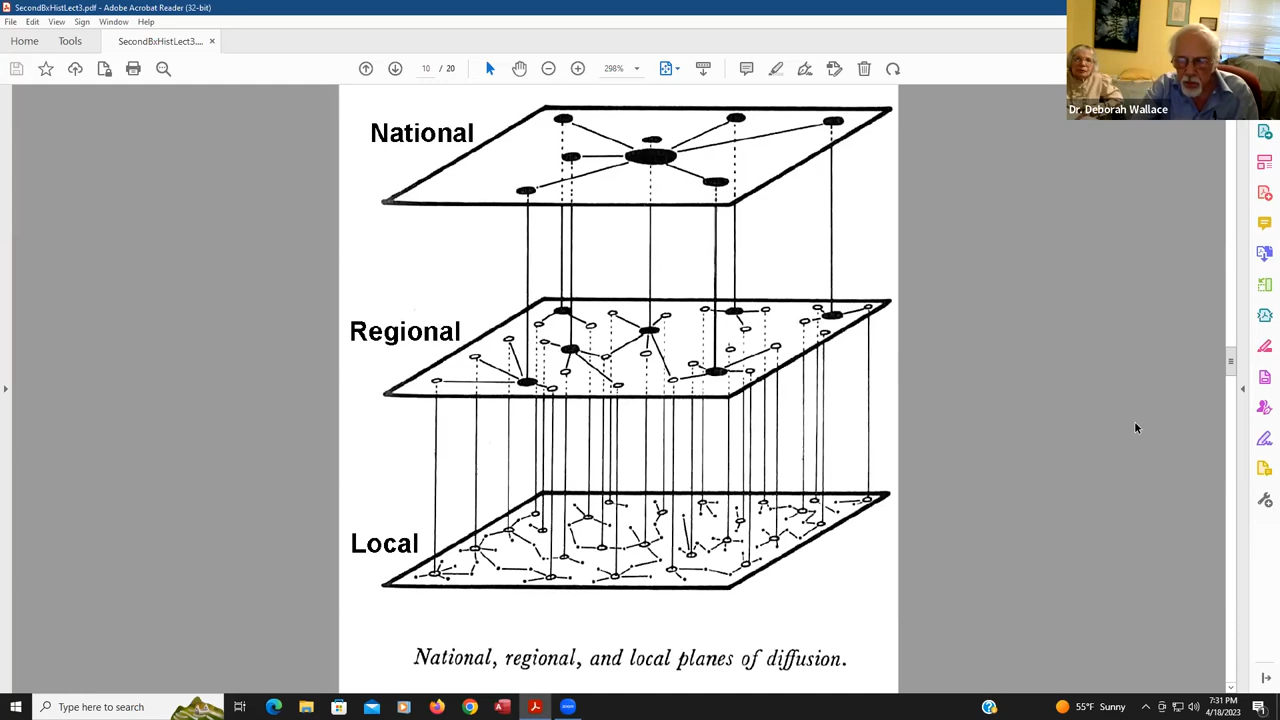 SecondBxHistLect3.pdf - Adobe Acrobat Reader (32-bit)
File Edit View Sign Window Help
Home Tools SecondBxHistLect3....
10 / 20
298%
Dr. Deborah Wallace
National
Regional
Local
National, regional, and local planes of diffusion.
Type here to search
55°F Sunny
7:31 PM
4/18/2023